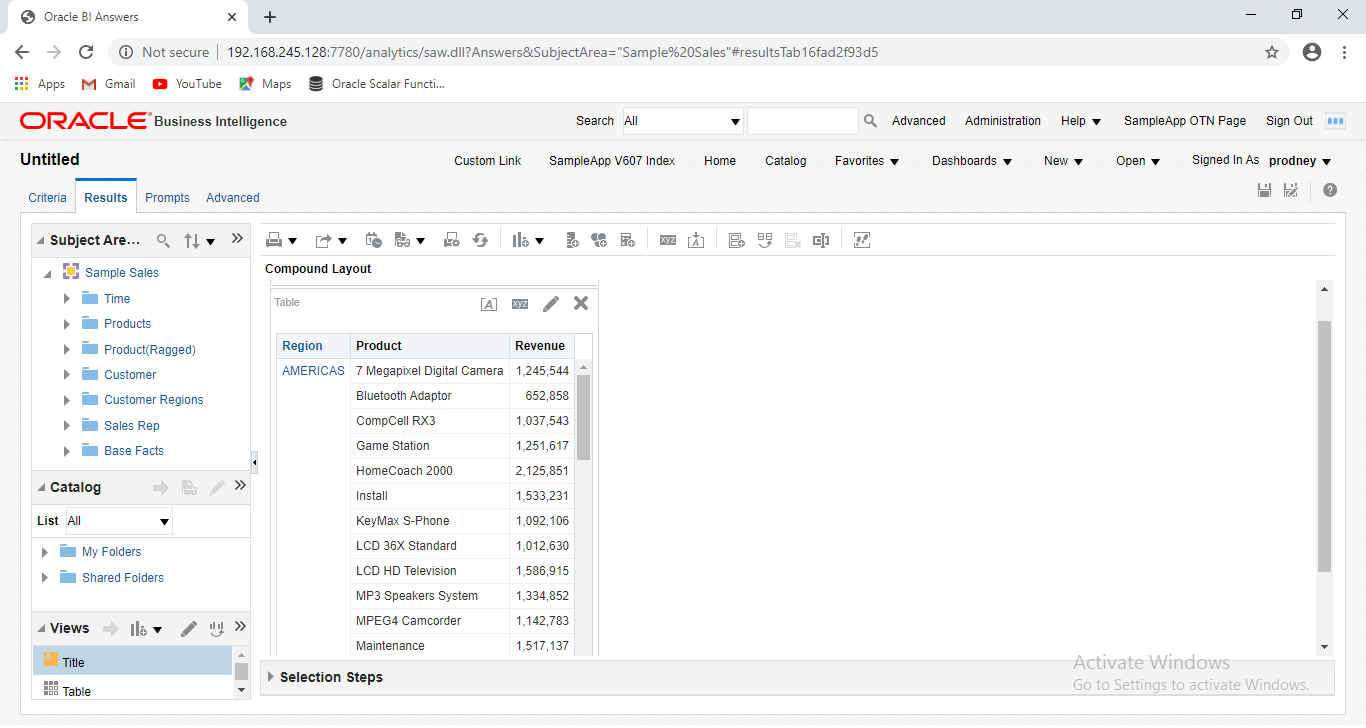 Oracle BI Answers
Not secure 192.168.245.128:7780/analytics/saw.dll?Answers&SubjectArea="Sample%20Sales"#resultsTab16fad2f93d5
Apps Gmail YouTube Maps Oracle Scalar Functi...
ORACLE Business Intelligence Search All Advanced Administration Help SampleApp OTN Page Sign Out
Untitled Custom Link SampleApp V607 Index Home Catalog Favorites Dashboards New Open Signed In As prodney
Criteria Results Prompts Advanced
Subject Are...
Sample Sales
Time
Products
Product(Ragged)
Customer
Customer Regions
Sales Rep
Base Facts
Catalog
List All
My Folders
Shared Folders
Views
Title
Table
Compound Layout
Table A xyz
Region Product Revenue
AMERICAS 7 Megapixel Digital Camera 1,245,544
Bluetooth Adaptor 652,858
CompCell RX3 1,037,543
Game Station 1,251,617
HomeCoach 2000 2,125,851
Install 1,533,231
KeyMax S-Phone 1,092,106
LCD 36X Standard 1,012,630
LCD HD Television 1,586,915
MP3 Speakers System 1,334,852
MPEG4 Camcorder 1,142,783
Maintenance 1,517,137
Selection Steps
Activate Windows
Go to Settings to activate Windows.